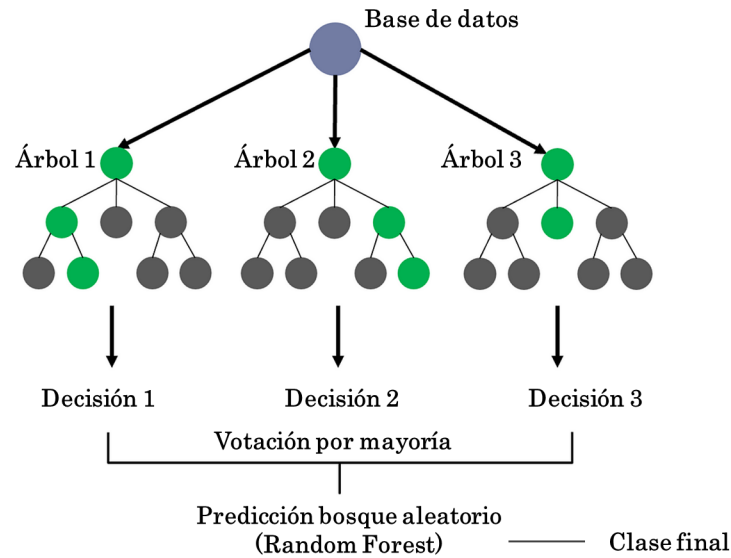 Base de datos
Árbol 1
Árbol 2
Árbol 3
Decisión 1
Decisión 2
Decisión 3
Votación por mayoría
Predicción bosque aleatorio
(Random Forest)
Clase final